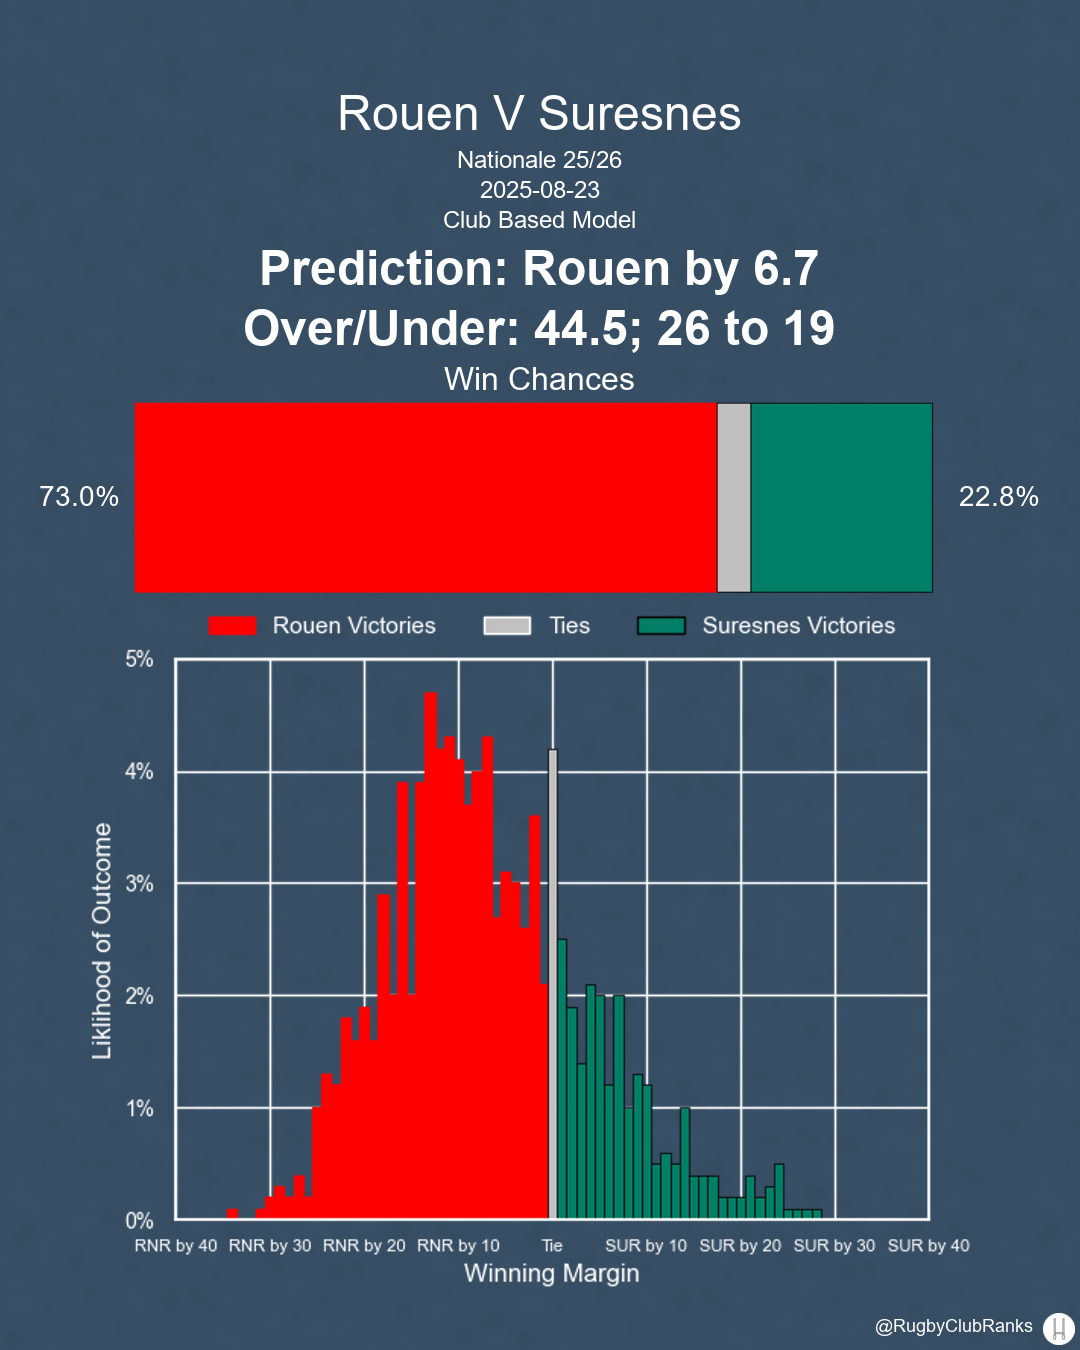 Rouen V Suresnes
Nationale 25/26
2025-08-23
Club Based Model
Prediction: Rouen by 6.7
Over/Under: 44.5; 26 to 19
Win Chances
73.0%
22.8%
Rouen Victories Ties Suresnes Victories
5%
4%
3%
2%
1%
0%
Liklihood of Outcome
RNR by 40 RNR by 30 RNR by 20 RNR by 10 Tie SUR by 10 SUR by 20 SUR by 30 SUR by 40
Winning Margin
@RugbyClubRanks